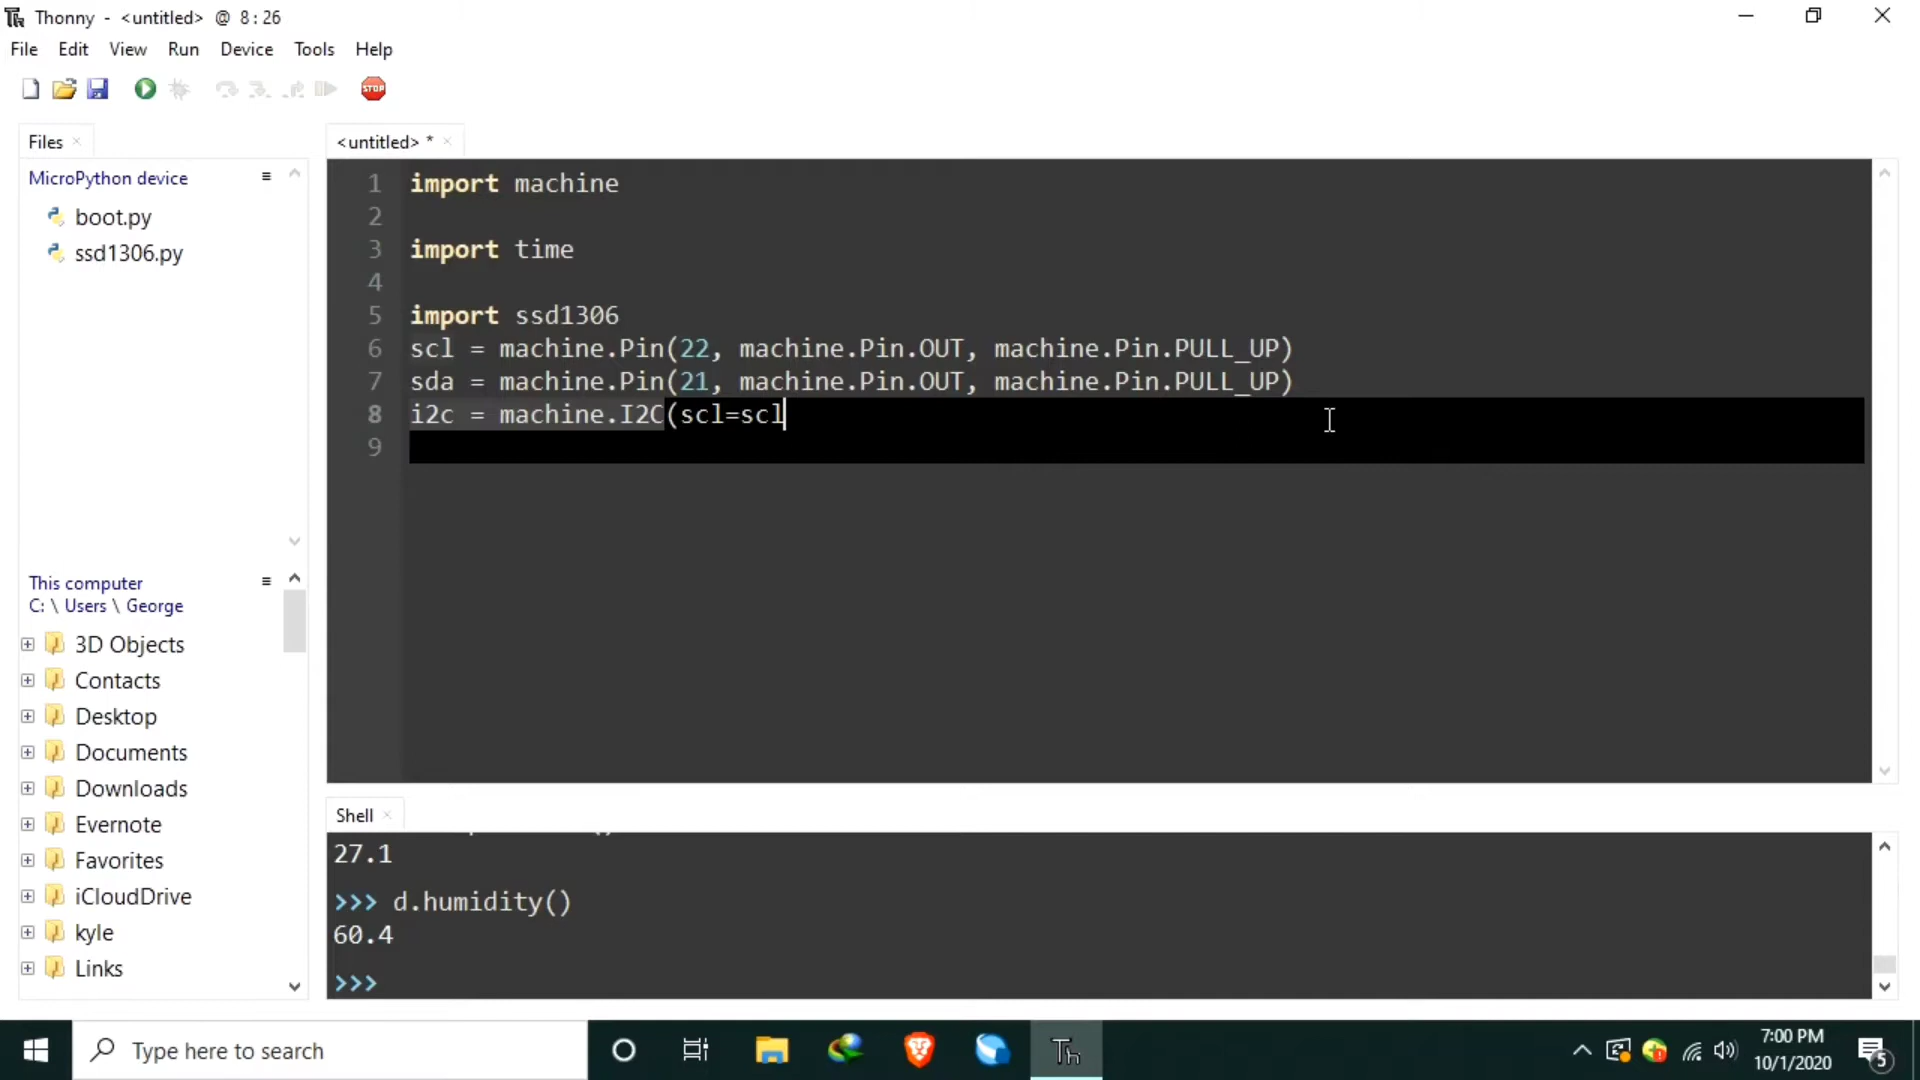 Thonny - <untitled> @ 8:26
File Edit View Run Device Tools Help
STOP
Files
<untitled> *
MicroPython device
boot.py
ssd1306.py
1 import machine
2
3 import time
4
5 import ssd1306
6 scl = machine.Pin(22, machine.Pin.OUT, machine.Pin.PULL_UP)
7 sda = machine.Pin(21, machine.Pin.OUT, machine.Pin.PULL_UP)
8 i2c = machine.I2C(scl=scl
9
This computer
C: \ Users \ George
3D Objects
Contacts
Desktop
Documents
Downloads
Evernote
Favorites
iCloudDrive
kyle
Links
Shell
27.1
>>> d.humidity()
60.4
>>>
Type here to search
Th
7:00 PM
10/1/2020
5